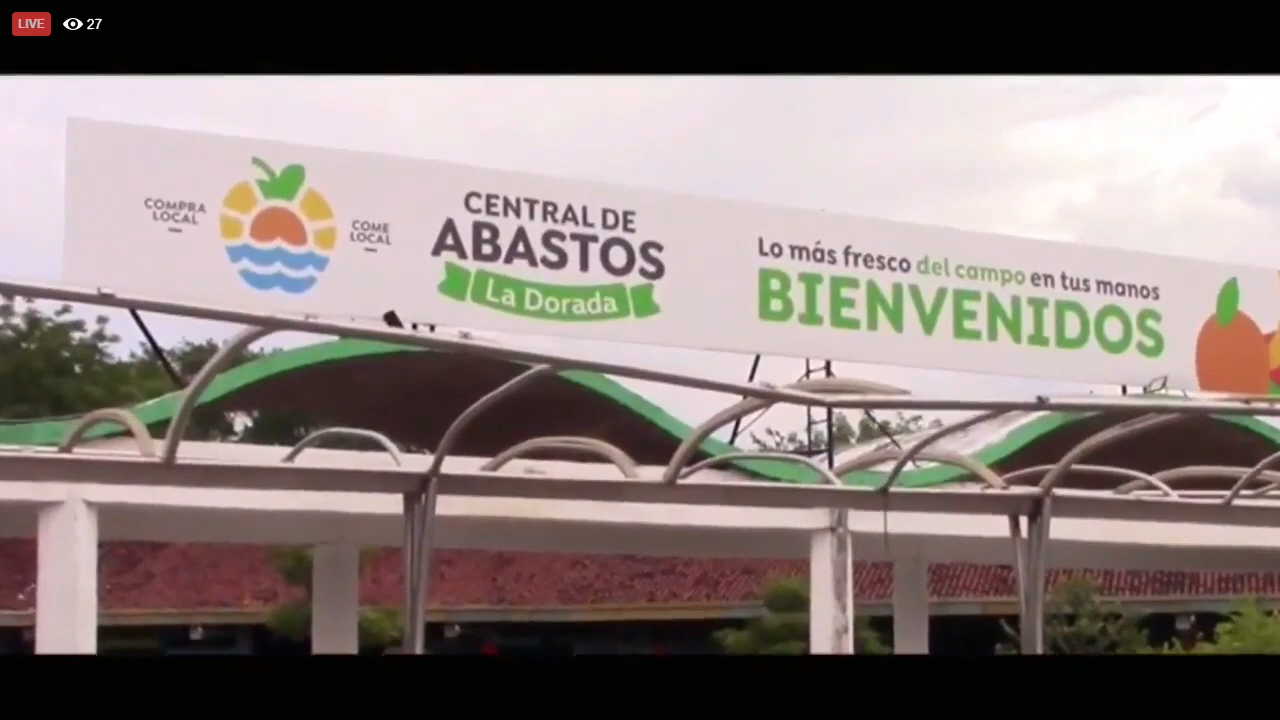 LIVE 27
COMPRA
LOCAL
COME
LOCAL
CENTRAL DE
ABASTOS
La Dorada
Lo más fresco del campo en tus manos
BIENVENIDOS